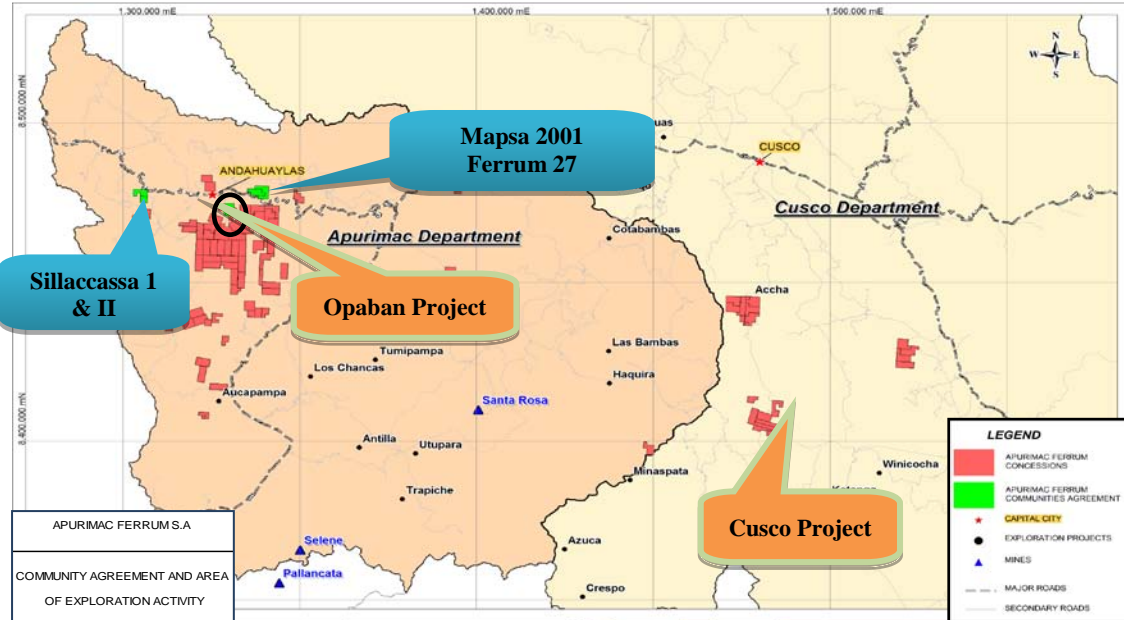 1.300.000 mE
1.400.000 mE
1.500.000 mE
8.500.000 mN
8.400.000 mN
N
W E
S
Mapsa 2001
Ferrum 27
CUSCO
ANDAHUAYLAS
Cusco Department
Apurimac Department
Cotabambas
Sillaccassa 1
& II
Opaban Project
Accha
Tumipampa
Las Bambas
Los Chancas
Haquira
Aucapampa
Santa Rosa
Antilla
Utupara
Minaspata
Winicocha
Trapiche
Cusco Project
Selene
Azuca
Pallancata
Crespo
APURIMAC FERRUM S.A
COMMUNITY AGREEMENT AND AREA
OF EXPLORATION ACTIVITY
LEGEND
APURIMAC FERRUM
CONCESSIONS
APURIMAC FERRUM
COMMUNITIES AGREEMENT
CAPITAL CITY
EXPLORATION PROJECTS
MINES
MAJOR ROADS
SECONDARY ROADS